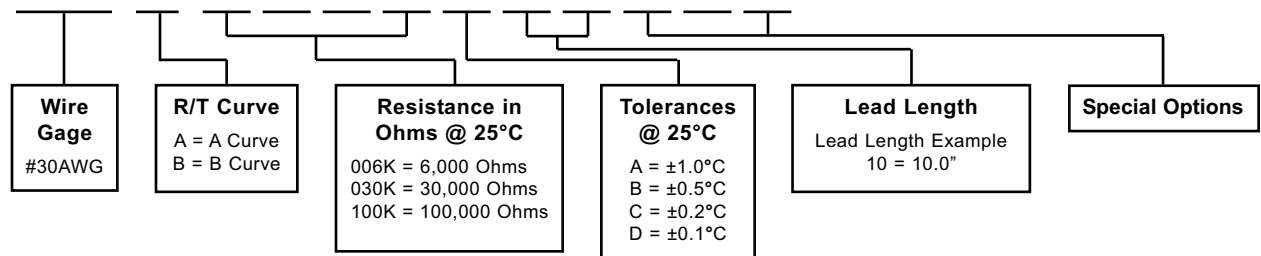 Wire
Gage
#30AWG
R/T Curve
A = A Curve
B = B Curve
Resistance in
Ohms @ 25°C
006K = 6,000 Ohms
030K = 30,000 Ohms
100K = 100,000 Ohms
Tolerances
@ 25°C
A = ±1.0°C
B = ±0.5°C
C = ±0.2°C
D = ±0.1°C
Lead Length
Lead Length Example
10 = 10.0”
Special Options